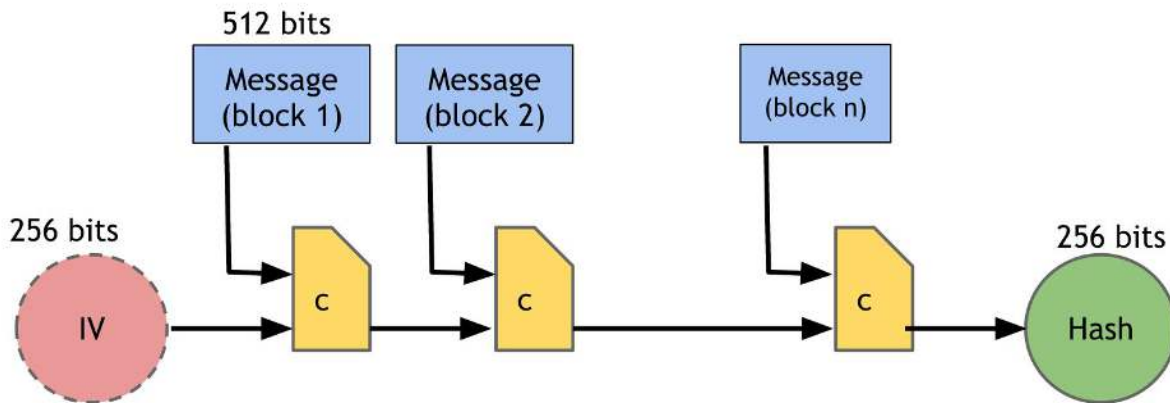 512 bits
Message
(block 1)
Message
(block 2)
Message
(block n)
256 bits
IV
c
c
c
256 bits
Hash